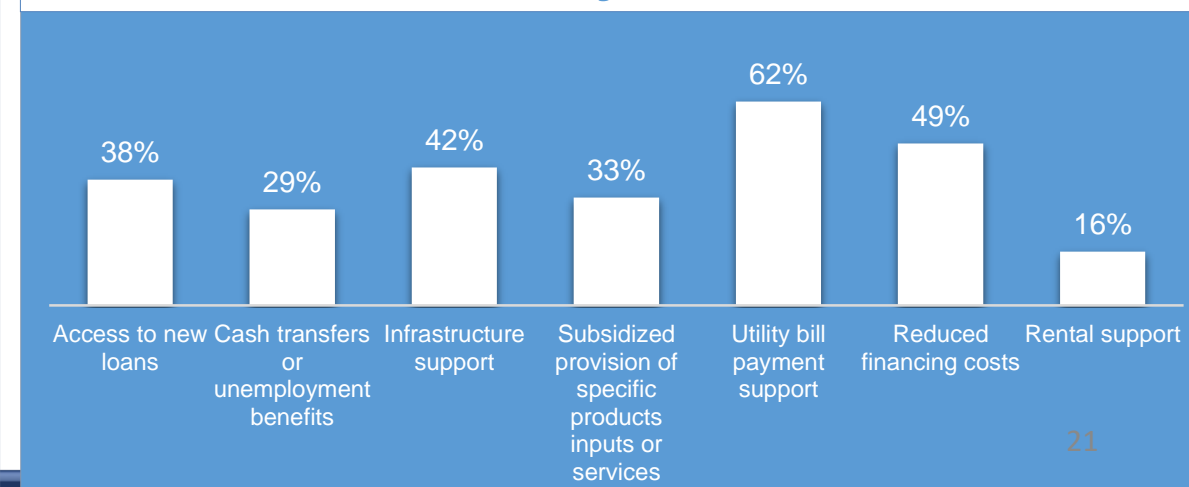 62%
49%
42%
38%
33%
29%
16%
Access to new
loans
Cash transfers
or
unemployment
benefits
Infrastructure
support
Subsidized
provision of
specific
products
inputs or
services
Utility bill
payment
support
Reduced
financing costs
Rental support
21